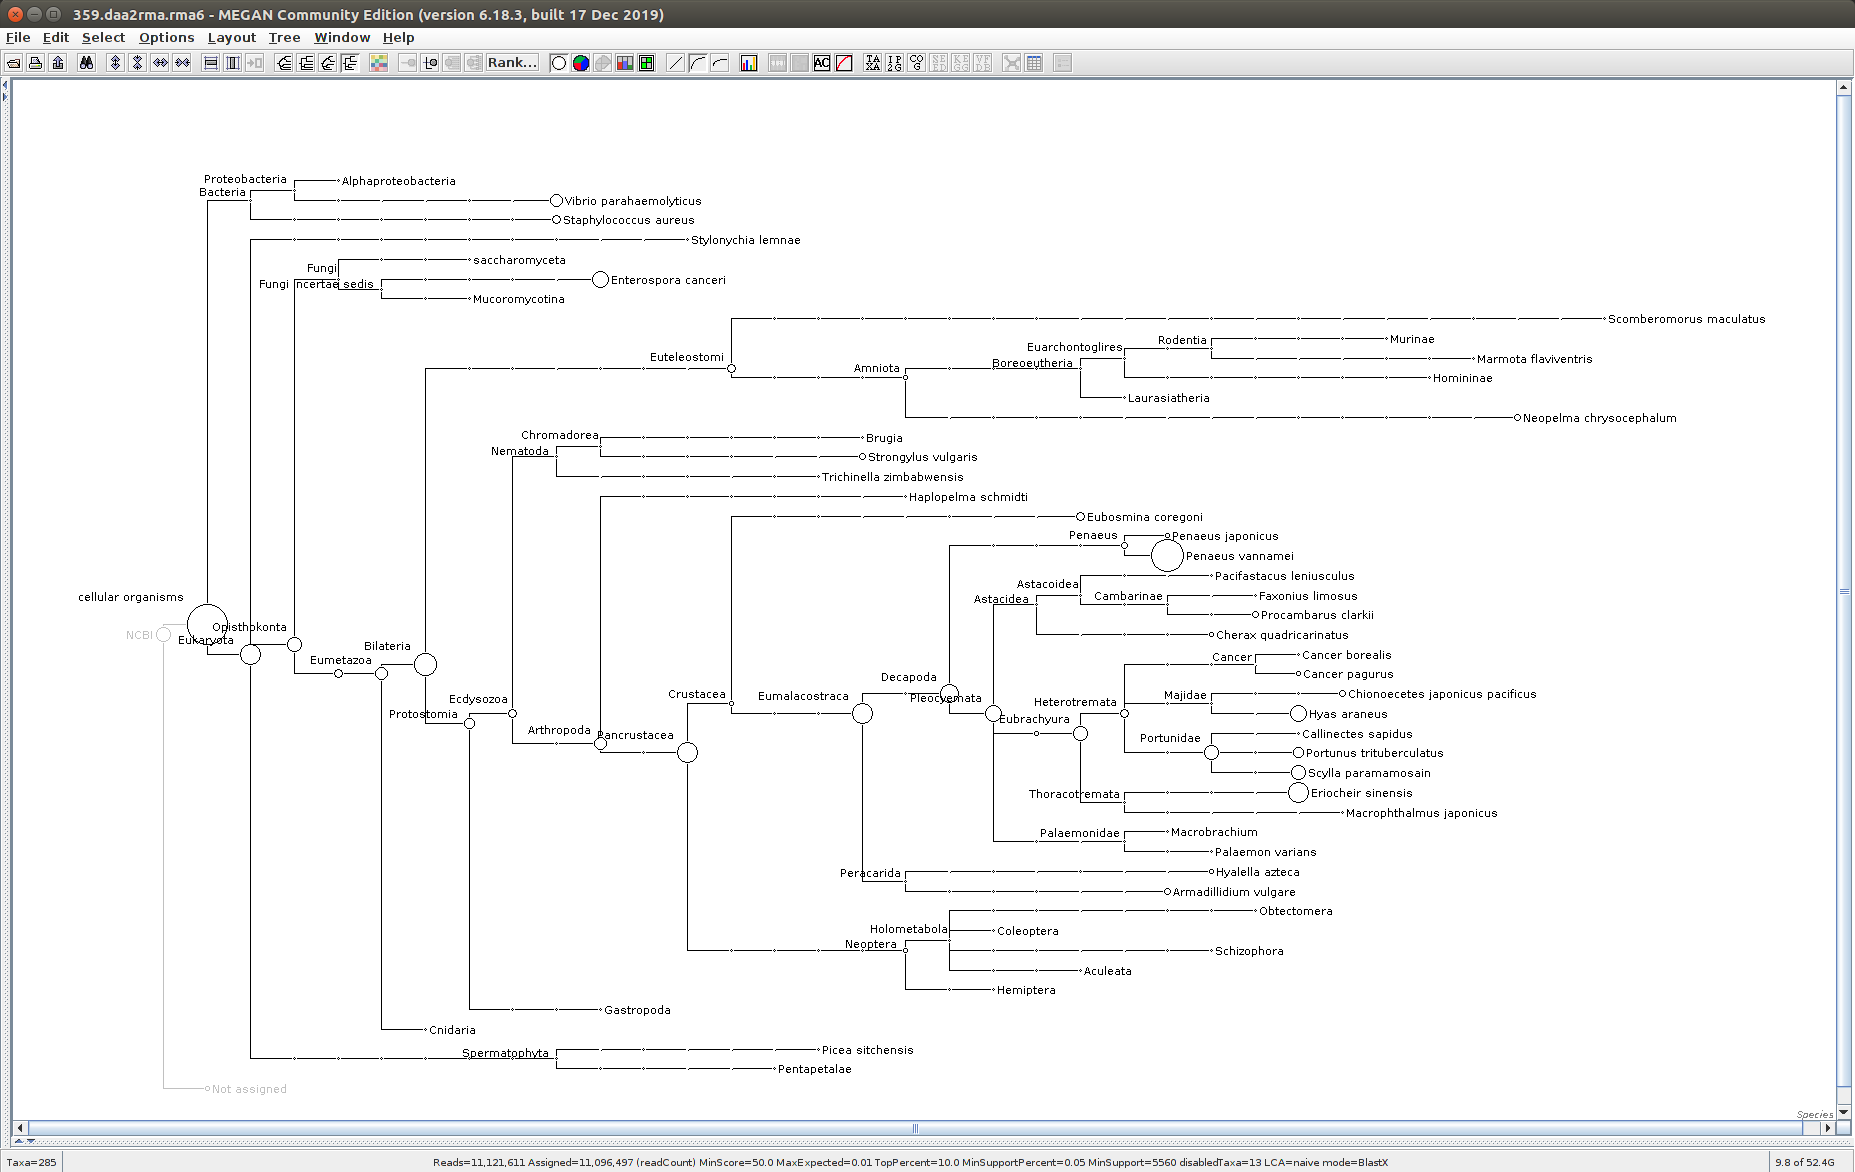 359.daa2rma.rma6 - MEGAN Community Edition (version 6.18.3, built 17 Dec 2019)
File Edit Select Options Layout Tree Window Help
Rank...
AC
TAXA
IP2G
COG
SEED
KEGG
VFDB
Proteobacteria
Alphaproteobacteria
Bacteria
Vibrio parahaemolyticus
Staphylococcus aureus
Stylonychia lemnae
saccharomyceta
Fungi
Enterospora canceri
Fungi incertae sedis
Mucoromycotina
Scomberomorus maculatus
Murinae
Rodentia
Euarchontoglires
Euteleostomi
Marmota flaviventris
Boreoeutheria
Amniota
Homininae
Laurasiatheria
Neopelma chrysocephalum
Chromadorea
Brugia
Nematoda
Strongylus vulgaris
Trichinella zimbabwensis
Haplopelma schmidti
Eubosmina coregoni
Penaeus
Penaeus japonicus
Penaeus vannamei
Pacifastacus leniusculus
Astacoidea
Cambarinae
Faxonius limosus
Astacidea
cellular organisms
Procambarus clarkii
Opisthokonta
NCBI
Cherax quadricarinatus
Eukaryota
Bilateria
Cancer
Cancer borealis
Eumetazoa
Cancer pagurus
Decapoda
Crustacea
Eumalacostraca
Majidae
Chionoecetes japonicus pacificus
Ecdysozoa
Pleocyemata
Heterotremata
Protostomia
Hyas araneus
Eubrachyura
Arthropoda
Pancrustacea
Portunidae
Callinectes sapidus
Portunus trituberculatus
Scylla paramamosain
Thoracotremata
Eriocheir sinensis
Macrophthalmus japonicus
Palaemonidae
Macrobrachium
Palaemon varians
Peracarida
Hyalella azteca
Armadillidium vulgare
Obtectomera
Holometabola
Coleoptera
Neoptera
Schizophora
Aculeata
Hemiptera
Gastropoda
Cnidaria
Spermatophyta
Picea sitchensis
Pentapetalae
Not assigned
Species
Taxa=285
Reads=11,121,611 Assigned=11,096,497 (readCount) MinScore=50.0 MaxExpected=0.01 TopPercent=10.0 MinSupportPercent=0.05 MinSupport=5560 disabledTaxa=13 LCA=naive mode=BlastX
9.8 of 52.4G